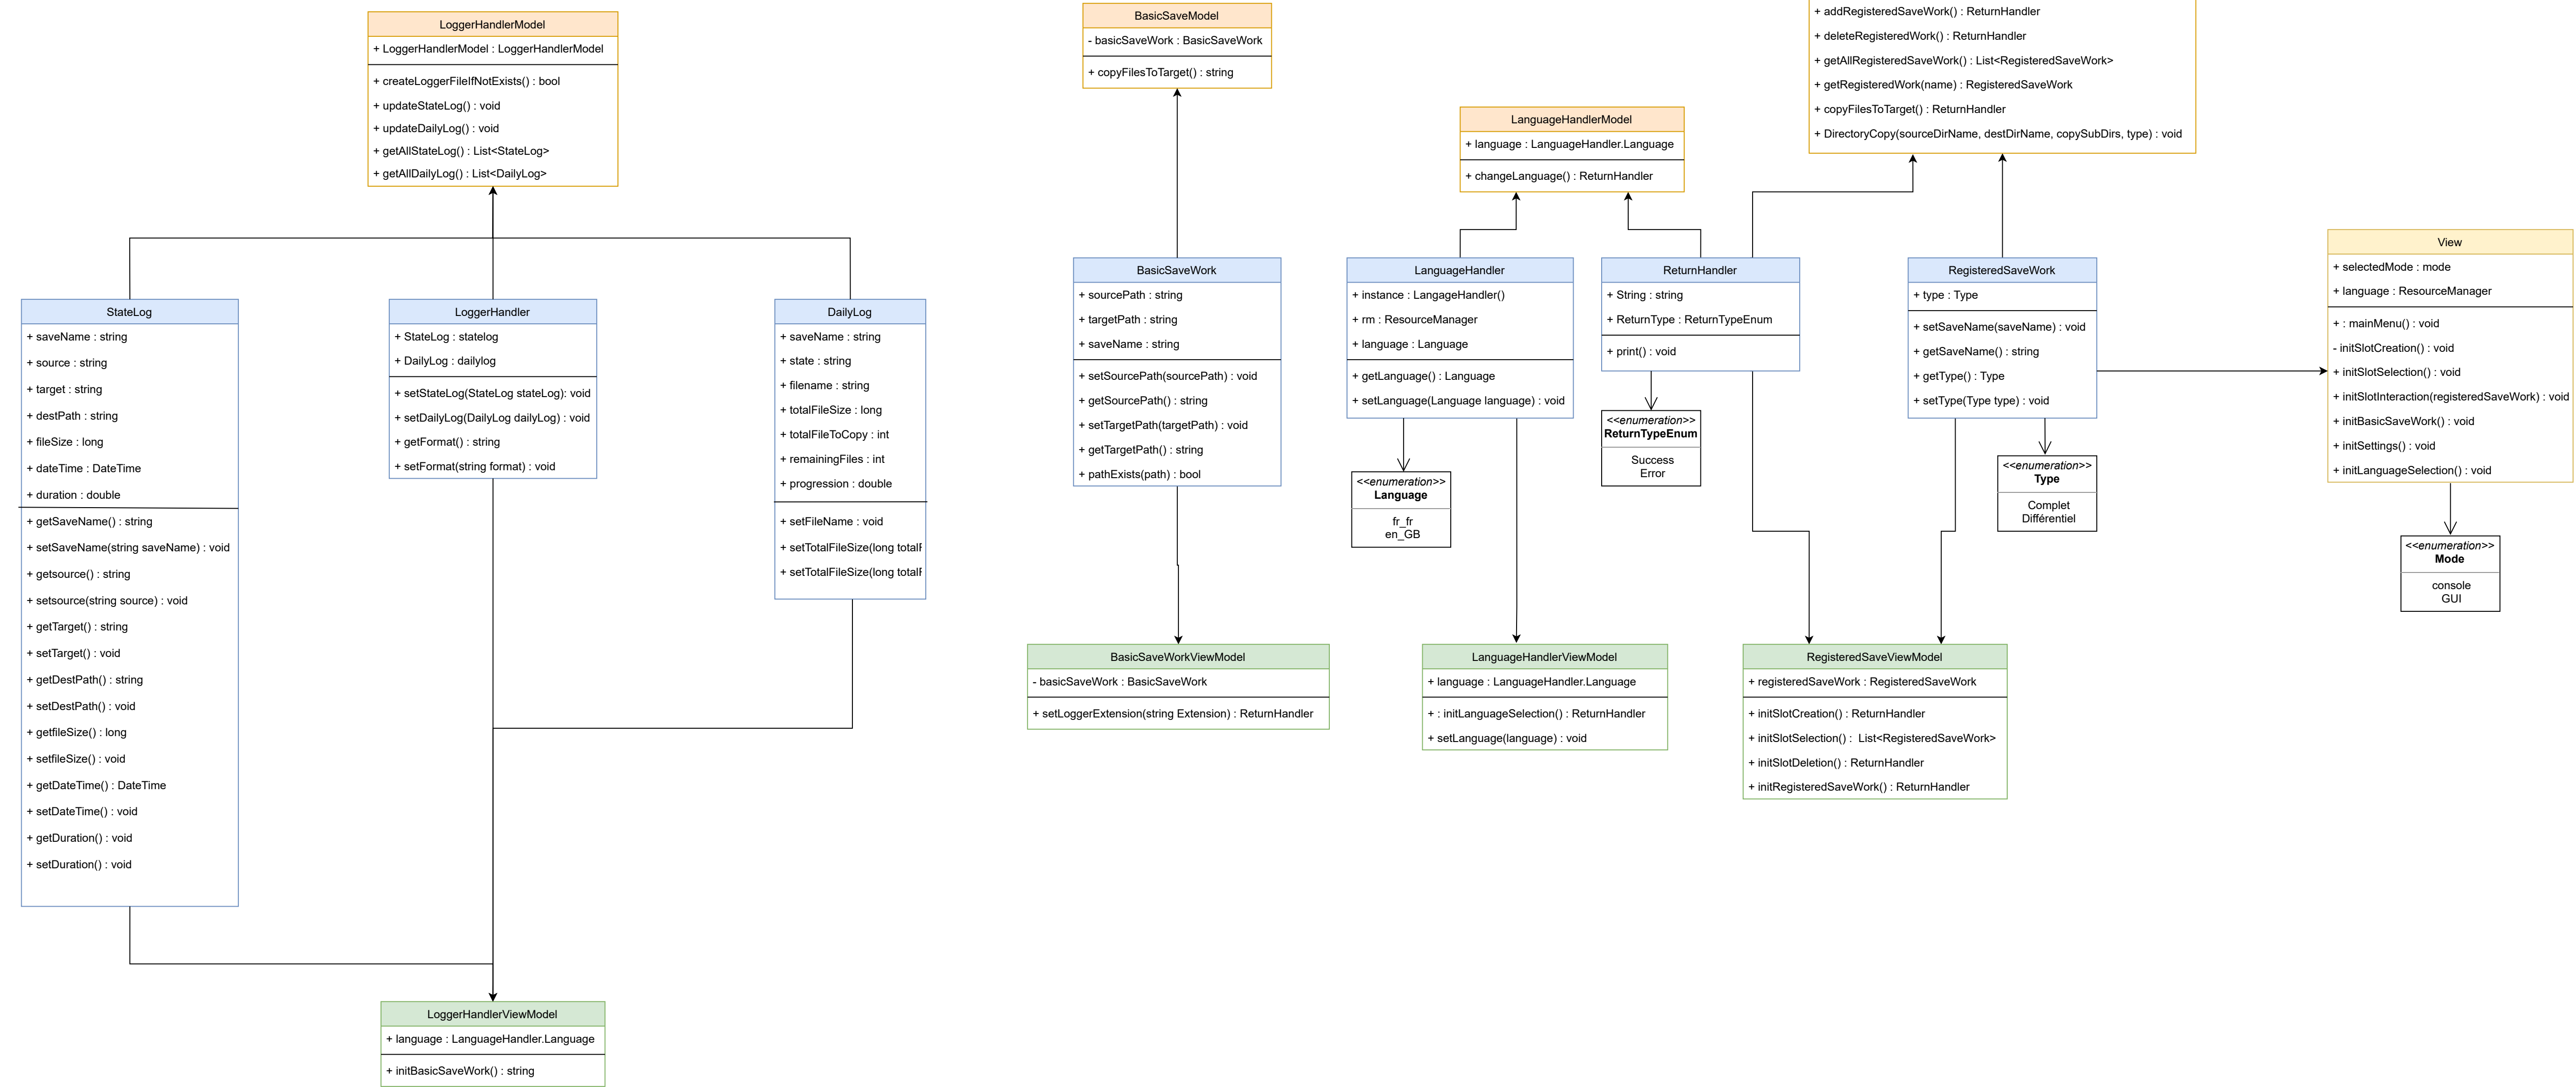 LoggerHandlerModel
+ LoggerHandlerModel : LoggerHandlerModel
+ createLoggerFileIfNotExists() : bool
+ updateStateLog() : void
+ updateDailyLog() : void
+ getAllStateLog() : List<StateLog>
+ getAllDailyLog() : List<DailyLog>
BasicSaveModel
- basicSaveWork : BasicSaveWork
+ copyFilesToTarget() : string
LanguageHandlerModel
+ language : LanguageHandler.Language
+ changeLanguage() : ReturnHandler
+ addRegisteredSaveWork() : ReturnHandler
+ deleteRegisteredWork() : ReturnHandler
+ getAllRegisteredSaveWork() : List<RegisteredSaveWork>
+ getRegisteredWork(name) : RegisteredSaveWork
+ copyFilesToTarget() : ReturnHandler
+ DirectoryCopy(sourceDirName, destDirName, copySubDirs, type) : void
StateLog
+ saveName : string
+ source : string
+ target : string
+ destPath : string
+ fileSize : long
+ dateTime : DateTime
+ duration : double
+ getSaveName() : string
+ setSaveName(string saveName) : void
+ getsource() : string
+ setsource(string source) : void
+ getTarget() : string
+ setTarget() : void
+ getDestPath() : string
+ setDestPath() : void
+ getfileSize() : long
+ setfileSize() : void
+ getDateTime() : DateTime
+ setDateTime() : void
+ getDuration() : void
+ setDuration() : void
LoggerHandler
+ StateLog : statelog
+ DailyLog : dailylog
+ setStateLog(StateLog stateLog): void
+ setDailyLog(DailyLog dailyLog) : void
+ getFormat() : string
+ setFormat(string format) : void
DailyLog
+ saveName : string
+ state : string
+ filename : string
+ totalFileSize : long
+ totalFileToCopy : int
+ remainingFiles : int
+ progression : double
+ setFileName : void
+ setTotalFileSize(long totalF
+ setTotalFileSize(long totalF
BasicSaveWork
+ sourcePath : string
+ targetPath : string
+ saveName : string
+ setSourcePath(sourcePath) : void
+ getSourcePath() : string
+ setTargetPath(targetPath) : void
+ getTargetPath() : string
+ pathExists(path) : bool
LanguageHandler
+ instance : LangageHandler()
+ rm : ResourceManager
+ language : Language
+ getLanguage() : Language
+ setLanguage(Language language) : void
ReturnHandler
+ String : string
+ ReturnType : ReturnTypeEnum
+ print() : void
RegisteredSaveWork
+ type : Type
+ setSaveName(saveName) : void
+ getSaveName() : string
+ getType() : Type
+ setType(Type type) : void
View
+ selectedMode : mode
+ language : ResourceManager
+ : mainMenu() : void
- initSlotCreation() : void
+ initSlotSelection() : void
+ initSlotInteraction(registeredSaveWork) : void
+ initBasicSaveWork() : void
+ initSettings() : void
+ initLanguageSelection() : void
<<enumeration>>
Language
fr_fr
en_GB
<<enumeration>>
ReturnTypeEnum
Success
Error
<<enumeration>>
Type
Complet
Différentiel
<<enumeration>>
Mode
console
GUI
BasicSaveWorkViewModel
- basicSaveWork : BasicSaveWork
+ setLoggerExtension(string Extension) : ReturnHandler
LanguageHandlerViewModel
+ language : LanguageHandler.Language
+ : initLanguageSelection() : ReturnHandler
+ setLanguage(language) : void
RegisteredSaveViewModel
+ registeredSaveWork : RegisteredSaveWork
+ initSlotCreation() : ReturnHandler
+ initSlotSelection() : List<RegisteredSaveWork>
+ initSlotDeletion() : ReturnHandler
+ initRegisteredSaveWork() : ReturnHandler
LoggerHandlerViewModel
+ language : LanguageHandler.Language
+ initBasicSaveWork() : string